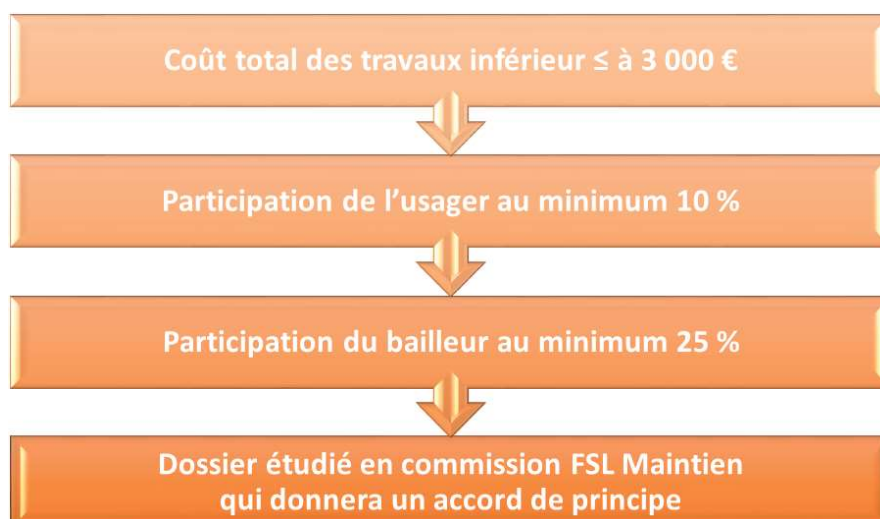 Coût total des travaux inférieur ≤ à 3 000 €
Participation de l’usager au minimum 10 %
Participation du bailleur au minimum 25 %
Dossier étudié en commission FSL Maintien
qui donnera un accord de principe